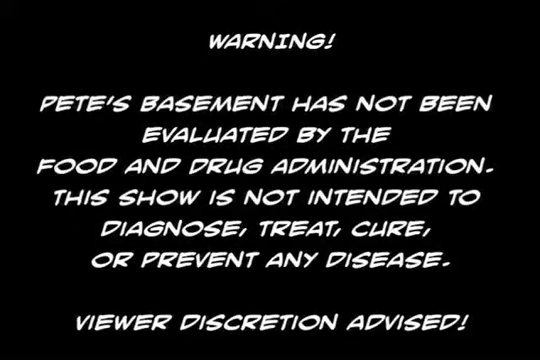 WARNING!
PETE'S BASEMENT HAS NOT BEEN
EVALUATED BY THE
FOOD AND DRUG ADMINISTRATION.
THIS SHOW IS NOT INTENDED TO
DIAGNOSE, TREAT, CURE,
OR PREVENT ANY DISEASE.
VIEWER DISCRETION ADVISED!